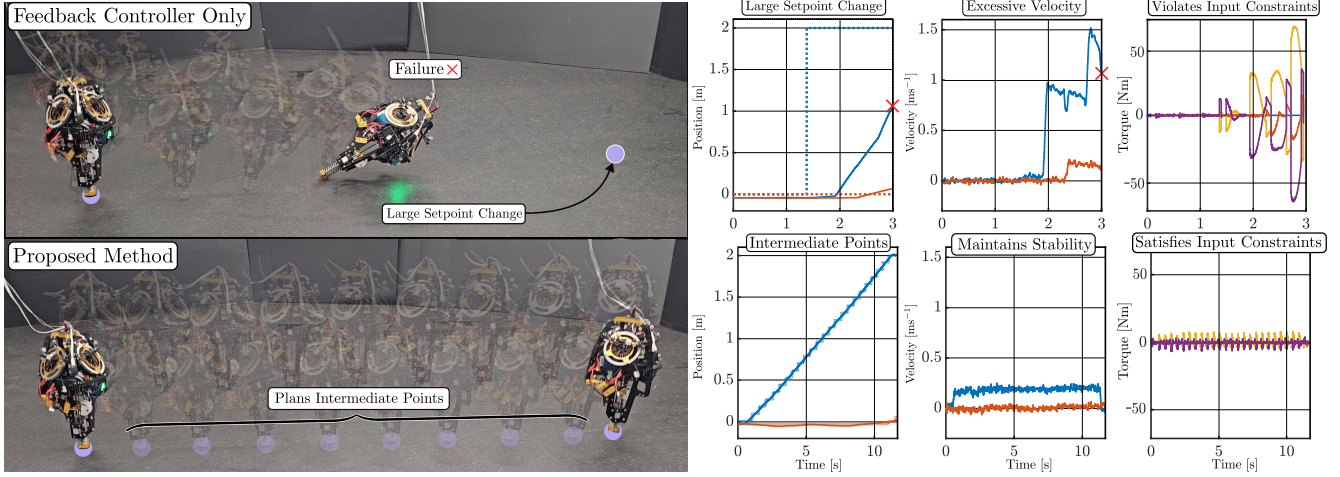 Feedback Controller Only
Failure ×
Large Setpoint Change
Proposed Method
Plans Intermediate Points
Large Setpoint Change
Position [m]
2
1.5
1
0.5
0
0
1
2
3
Excessive Velocity
Velocity [ms⁻¹]
1.5
1
0.5
0
0
1
2
3
Violates Input Constraints
Torque [Nm]
50
0
−50
0
1
2
3
Intermediate Points
Position [m]
2
1.5
1
0.5
0
0
5
10
Time [s]
Maintains Stability
Velocity [ms⁻¹]
1.5
1
0.5
0
0
5
10
Time [s]
Satisfies Input Constraints
Torque [Nm]
50
0
−50
0
5
10
Time [s]